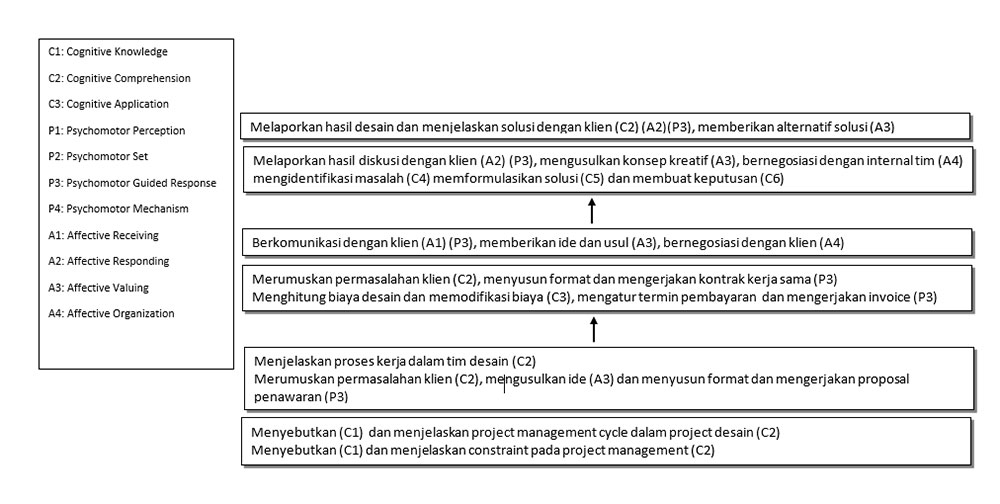 C1: Cognitive Knowledge
C2: Cognitive Comprehension
C3: Cognitive Application
P1: Psychomotor Perception
P2: Psychomotor Set
P3: Psychomotor Guided Response
P4: Psychomotor Mechanism
A1: Affective Receiving
A2: Affective Responding
A3: Affective Valuing
A4: Affective Organization
Melaporkan hasil desain dan menjelaskan solusi dengan klien (C2) (A2)(P3), memberikan alternatif solusi (A3)
Melaporkan hasil diskusi dengan klien (A2) (P3), mengusulkan konsep kreatif (A3), bernegosiasi dengan internal tim (A4)
mengidentifikasi masalah (C4) memformulasikan solusi (C5) dan membuat keputusan (C6)
Berkomunikasi dengan klien (A1) (P3), memberikan ide dan usul (A3), bernegosiasi dengan klien (A4)
Merumuskan permasalahan klien (C2), menyusun format dan mengerjakan kontrak kerja sama (P3)
Menghitung biaya desain dan memodifikasi biaya (C3), mengatur termin pembayaran dan mengerjakan invoice (P3)
Menjelaskan proses kerja dalam tim desain (C2)
Merumuskan permasalahan klien (C2), mengusulkan ide (A3) dan menyusun format dan mengerjakan proposal
penawaran (P3)
Menyebutkan (C1) dan menjelaskan project management cycle dalam project desain (C2)
Menyebutkan (C1) dan menjelaskan constraint pada project management (C2)